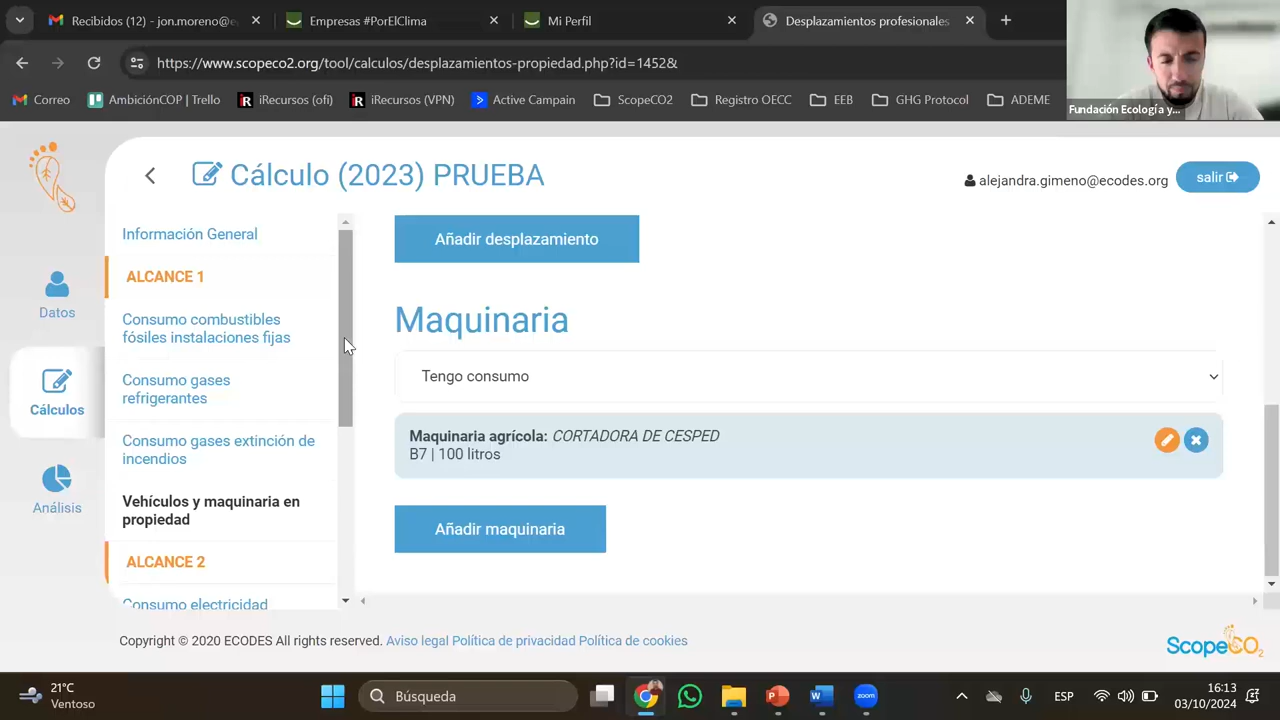 Recibidos (12) - jon.moreno@e
Empresas #PorElClima
Mi Perfil
Desplazamientos profesionales
https://www.scopeco2.org/tool/calculos/desplazamientos-propiedad.php?id=1452&
Correo
AmbiciónCOP | Trello
iRecursos (ofi)
iRecursos (VPN)
Active Campain
ScopeCO2
Registro OECC
EEB
GHG Protocol
ADEME
Fundación Ecología y...
Cálculo (2023) PRUEBA
alejandra.gimeno@ecodes.org
salir
Datos
Cálculos
Análisis
Información General
ALCANCE 1
Consumo combustibles
fósiles instalaciones fijas
Consumo gases
refrigerantes
Consumo gases extinción de
incendios
Vehículos y maquinaria en
propiedad
ALCANCE 2
Consumo electricidad
Añadir desplazamiento
Maquinaria
Tengo consumo
Maquinaria agrícola: CORTADORA DE CESPED
B7 | 100 litros
Añadir maquinaria
Copyright © 2020 ECODES All rights reserved. Aviso legal Política de privacidad Política de cookies
ScopeCO2
21°C
Ventoso
Búsqueda
zoom
ESP
16:13
03/10/2024